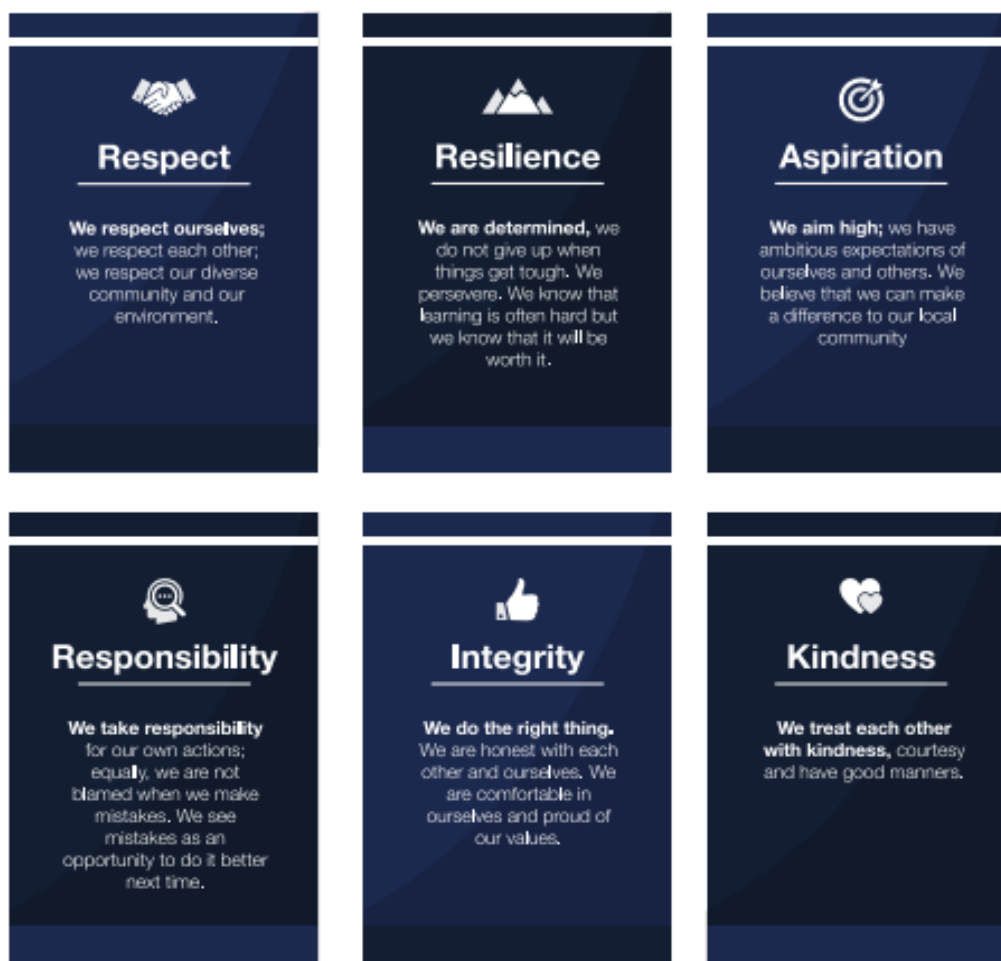 Respect
We respect ourselves;
we respect each other;
we respect our diverse
community and our
environment.
Resilience
We are determined, we
do not give up when
things get tough. We
persevere. We know that
learning is often hard but
we know that it will be
worth it.
Aspiration
We aim high; we have
ambitious expectations of
ourselves and others. We
believe that we can make
a difference to our local
community
Responsibility
We take responsibility
for our own actions;
equally, we are not
blamed when we make
mistakes. We see
mistakes as an
opportunity to do it better
next time.
Integrity
We do the right thing.
We are honest with each
other and ourselves. We
are comfortable in
ourselves and proud of
our values.
Kindness
We treat each other
with kindness, courtesy
and have good manners.